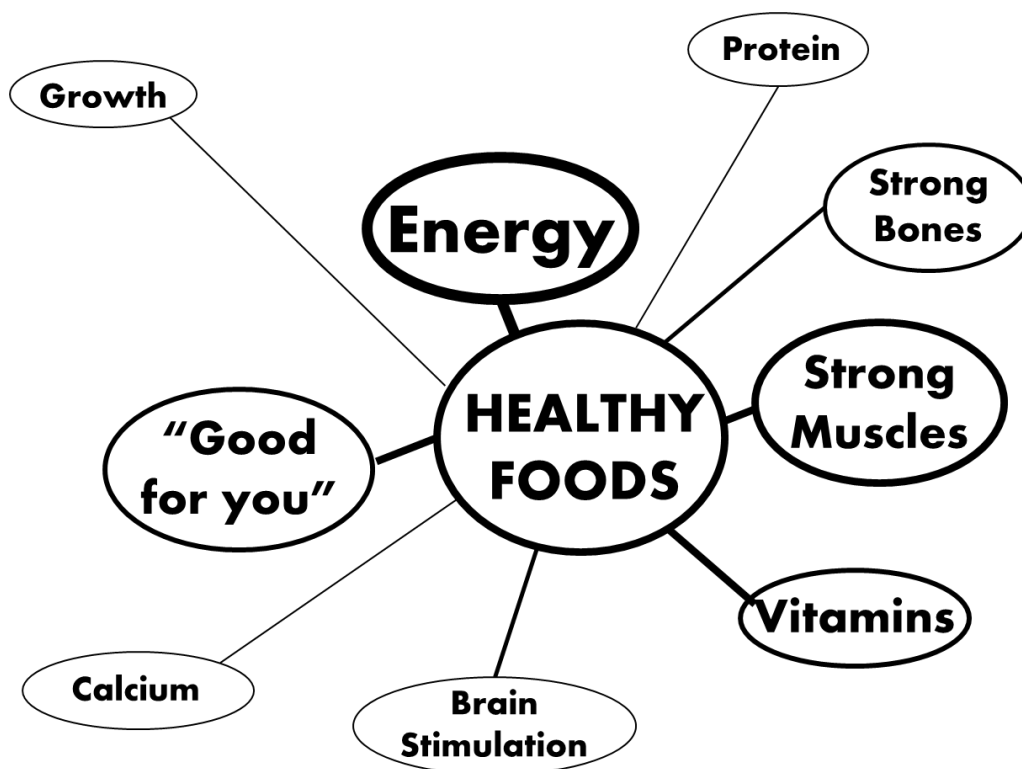 Protein
Growth
Strong
Bones
Energy
Strong
Muscles
HEALTHY
FOODS
“Good
for you”
Vitamins
Calcium
Brain
Stimulation